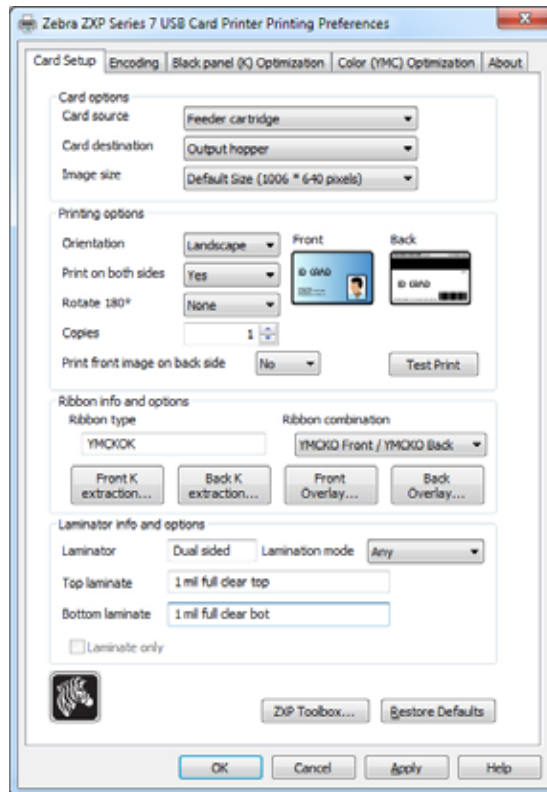 Zebra ZXP Series 7 USB Card Printer Printing Preferences
Card Setup Encoding Black panel (K) Optimization Color (YMC) Optimization About
Card options
Card source Feeder cartridge
Card destination Output hopper
Image size Default Size (1006 * 640 pixels)
Printing options
Orientation Landscape Front Back
Print on both sides Yes ID CARD ID CARD
Rotate 180° None
Copies 1
Print front image on back side No Test Print
Ribbon info and options
Ribbon type Ribbon combination
YMCKOK YMCKO Front / YMCKO Back
Front K extraction... Back K extraction... Front Overlay... Back Overlay...
Laminator info and options
Laminator Dual sided Lamination mode Any
Top laminate 1 mil full clear top
Bottom laminate 1 mil full clear bot
Laminate only
ZXP Toolbox... Restore Defaults
OK Cancel Apply Help